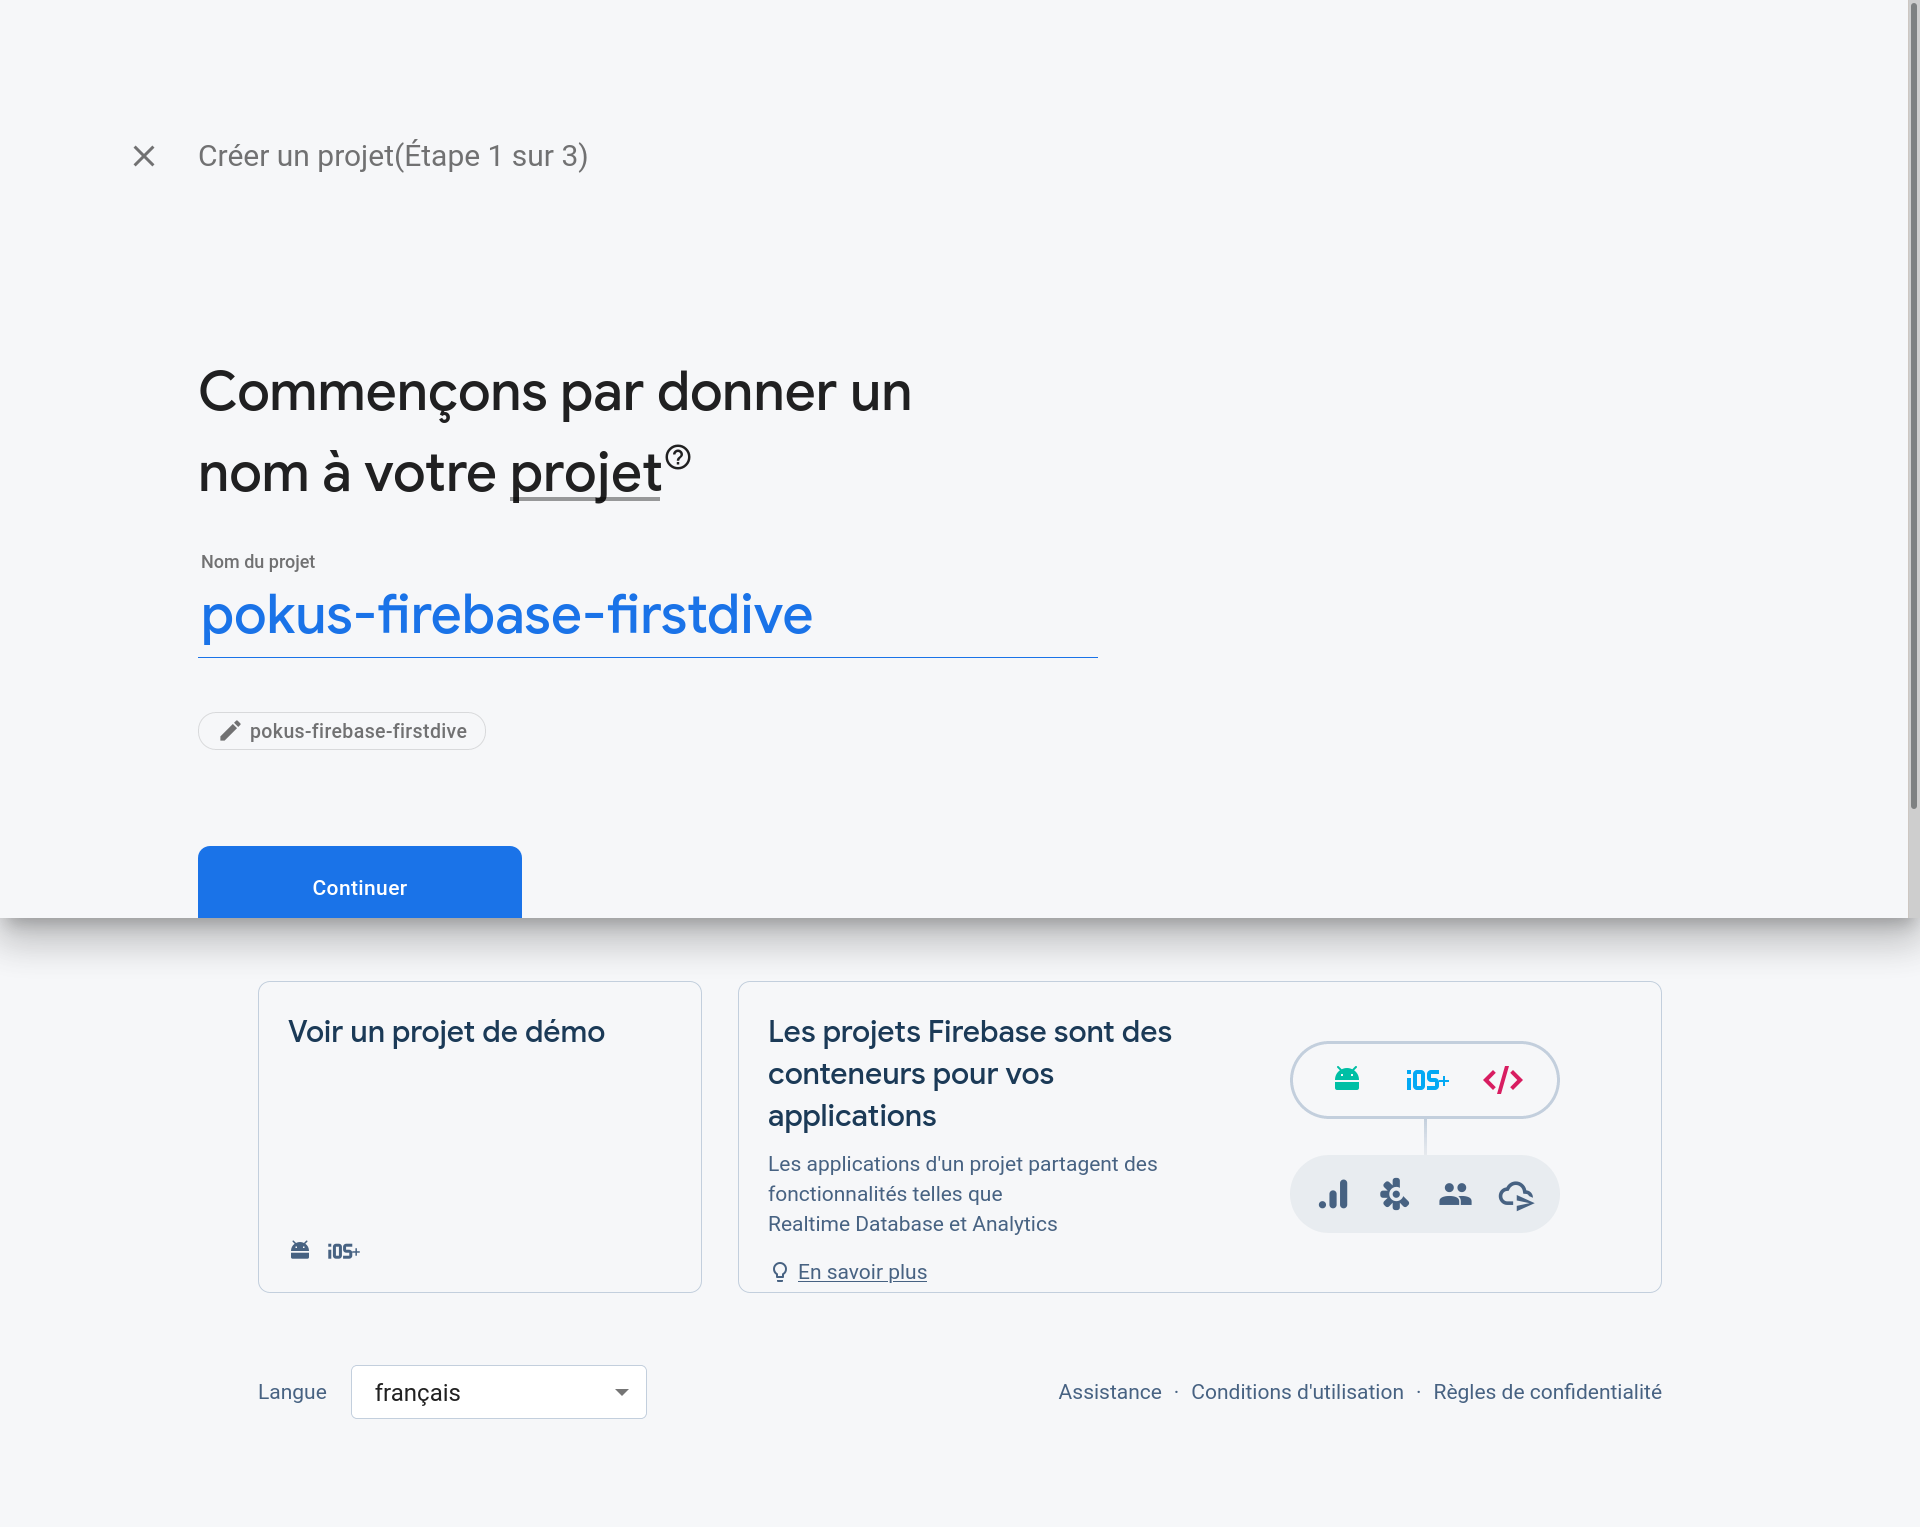 Créer un projet(Étape 1 sur 3)
Commençons par donner un
nom à votre projet
Nom du projet
pokus-firebase-firstdive
pokus-firebase-firstdive
Continuer
Voir un projet de démo
iOS+
Les projets Firebase sont des
conteneurs pour vos
applications
Les applications d'un projet partagent des
fonctionnalités telles que
Realtime Database et Analytics
En savoir plus
iOS+
Langue
français
Assistance · Conditions d'utilisation · Règles de confidentialité